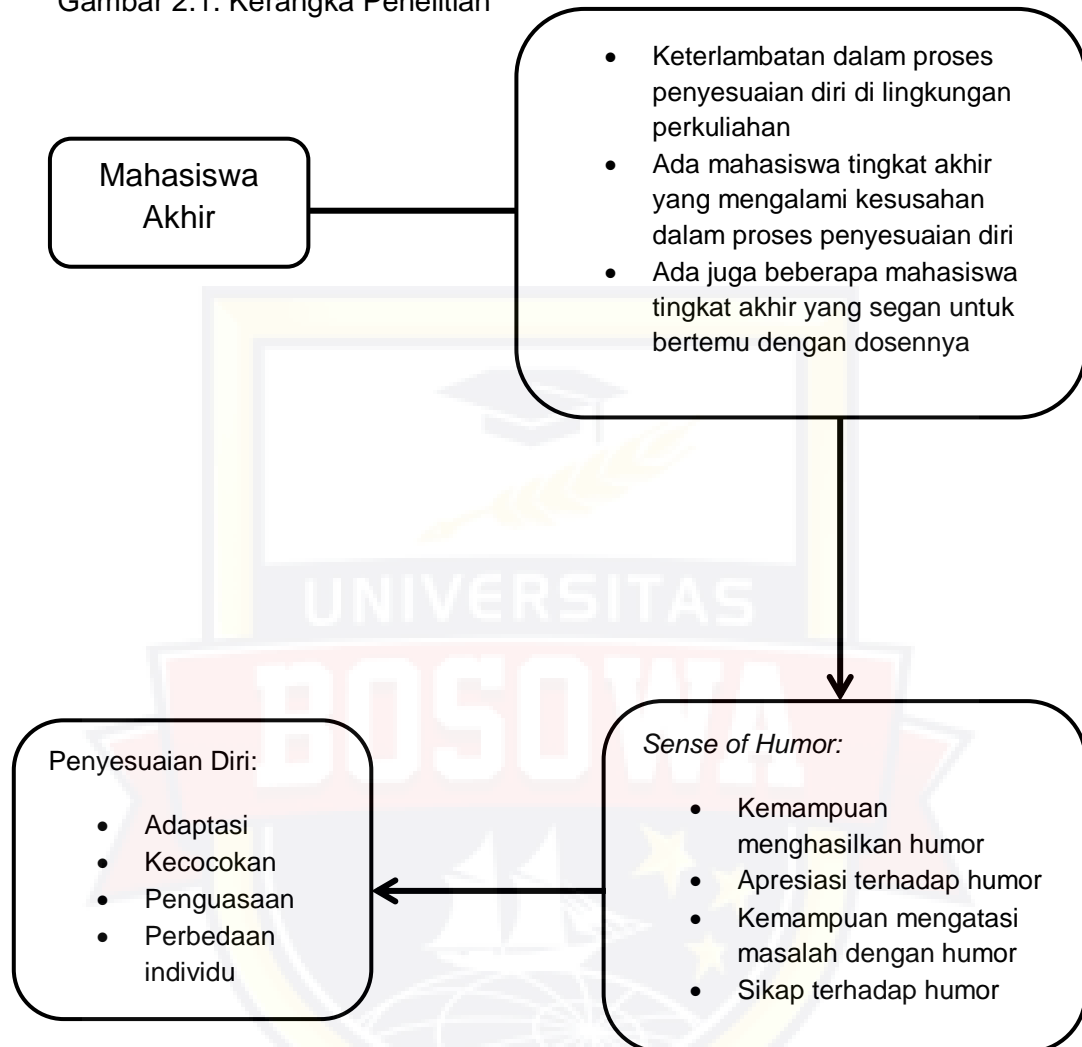 Gambar 2.1. Kerangka Penelitian
Mahasiswa
Akhir
• Keterlambatan dalam proses
penyesuaian diri di lingkungan
perkuliahan
• Ada mahasiswa tingkat akhir
yang mengalami kesusahan
dalam proses penyesuaian diri
• Ada juga beberapa mahasiswa
tingkat akhir yang segan untuk
bertemu dengan dosennya
UNIVERSITAS
BOSOWA
Sense of Humor:
• Kemampuan
menghasilkan humor
• Apresiasi terhadap humor
• Kemampuan mengatasi
masalah dengan humor
• Sikap terhadap humor
Penyesuaian Diri:
• Adaptasi
• Kecocokan
• Penguasaan
• Perbedaan
individu